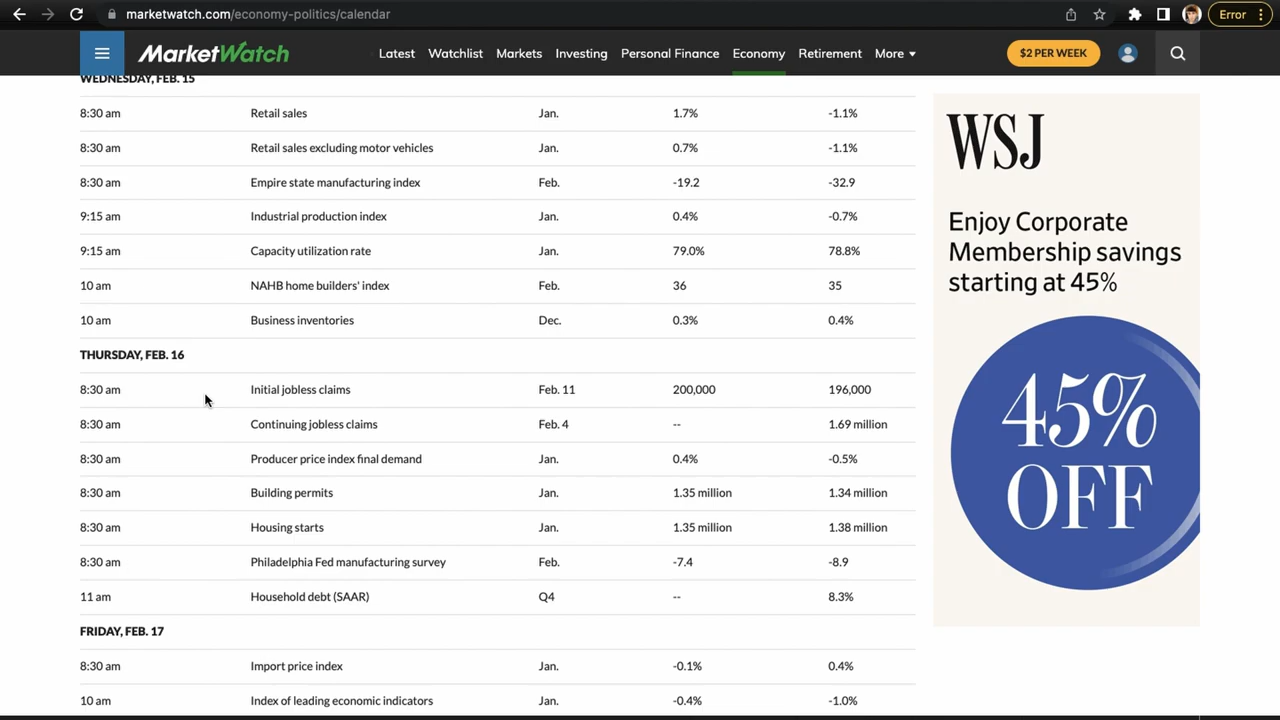 marketwatch.com/economy-politics/calendar
Error
MarketWatch
Latest Watchlist Markets Investing Personal Finance Economy Retirement More
$2 PER WEEK
WEDNESDAY, FEB. 15
8:30 am Retail sales Jan. 1.7% -1.1%
8:30 am Retail sales excluding motor vehicles Jan. 0.7% -1.1%
8:30 am Empire state manufacturing index Feb. -19.2 -32.9
9:15 am Industrial production index Jan. 0.4% -0.7%
9:15 am Capacity utilization rate Jan. 79.0% 78.8%
10 am NAHB home builders' index Feb. 36 35
10 am Business inventories Dec. 0.3% 0.4%
THURSDAY, FEB. 16
8:30 am Initial jobless claims Feb. 11 200,000 196,000
8:30 am Continuing jobless claims Feb. 4 -- 1.69 million
8:30 am Producer price index final demand Jan. 0.4% -0.5%
8:30 am Building permits Jan. 1.35 million 1.34 million
8:30 am Housing starts Jan. 1.35 million 1.38 million
8:30 am Philadelphia Fed manufacturing survey Feb. -7.4 -8.9
11 am Household debt (SAAR) Q4 -- 8.3%
FRIDAY, FEB. 17
8:30 am Import price index Jan. -0.1% 0.4%
10 am Index of leading economic indicators Jan. -0.4% -1.0%
WSJ
Enjoy Corporate
Membership savings
starting at 45%
45%
OFF